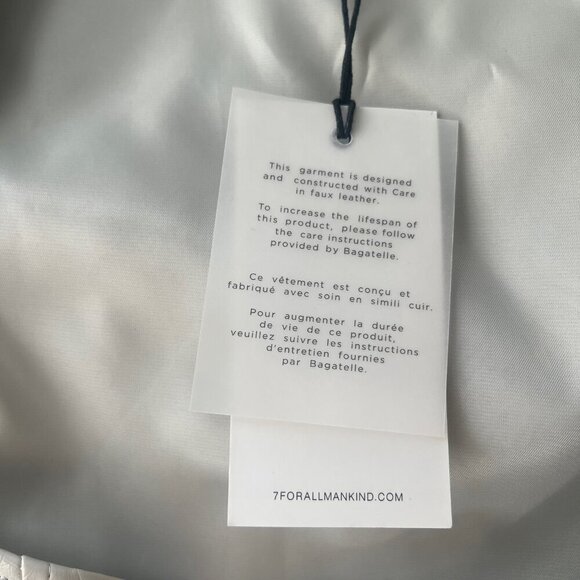 This garment is designed
and constructed with Care
in faux leather.
To increase the lifespan of
this product, please follow
the care instructions
provided by Bagatelle.
Ce vêtement est conçu et
fabriqué avec soin en simili cuir.
Pour augmenter la durée
de vie de ce produit,
veuillez suivre les instructions
d'entretien fournies
par Bagatelle.
7FORALLMANKIND.COM